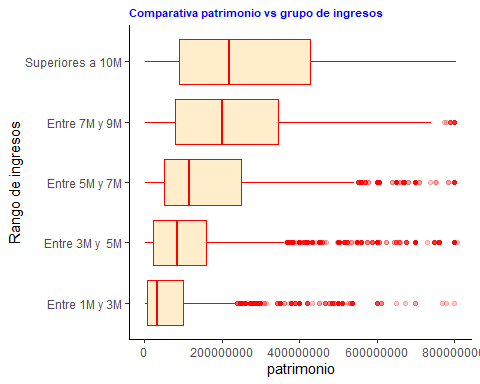 Comparativa patrimonio vs grupo de ingresos
Rango de ingresos
Superiores a 10M
Entre 7M y 9M
Entre 5M y 7M
Entre 3M y 5M
Entre 1M y 3M
0 200000000 400000000 600000000 800000000
patrimonio